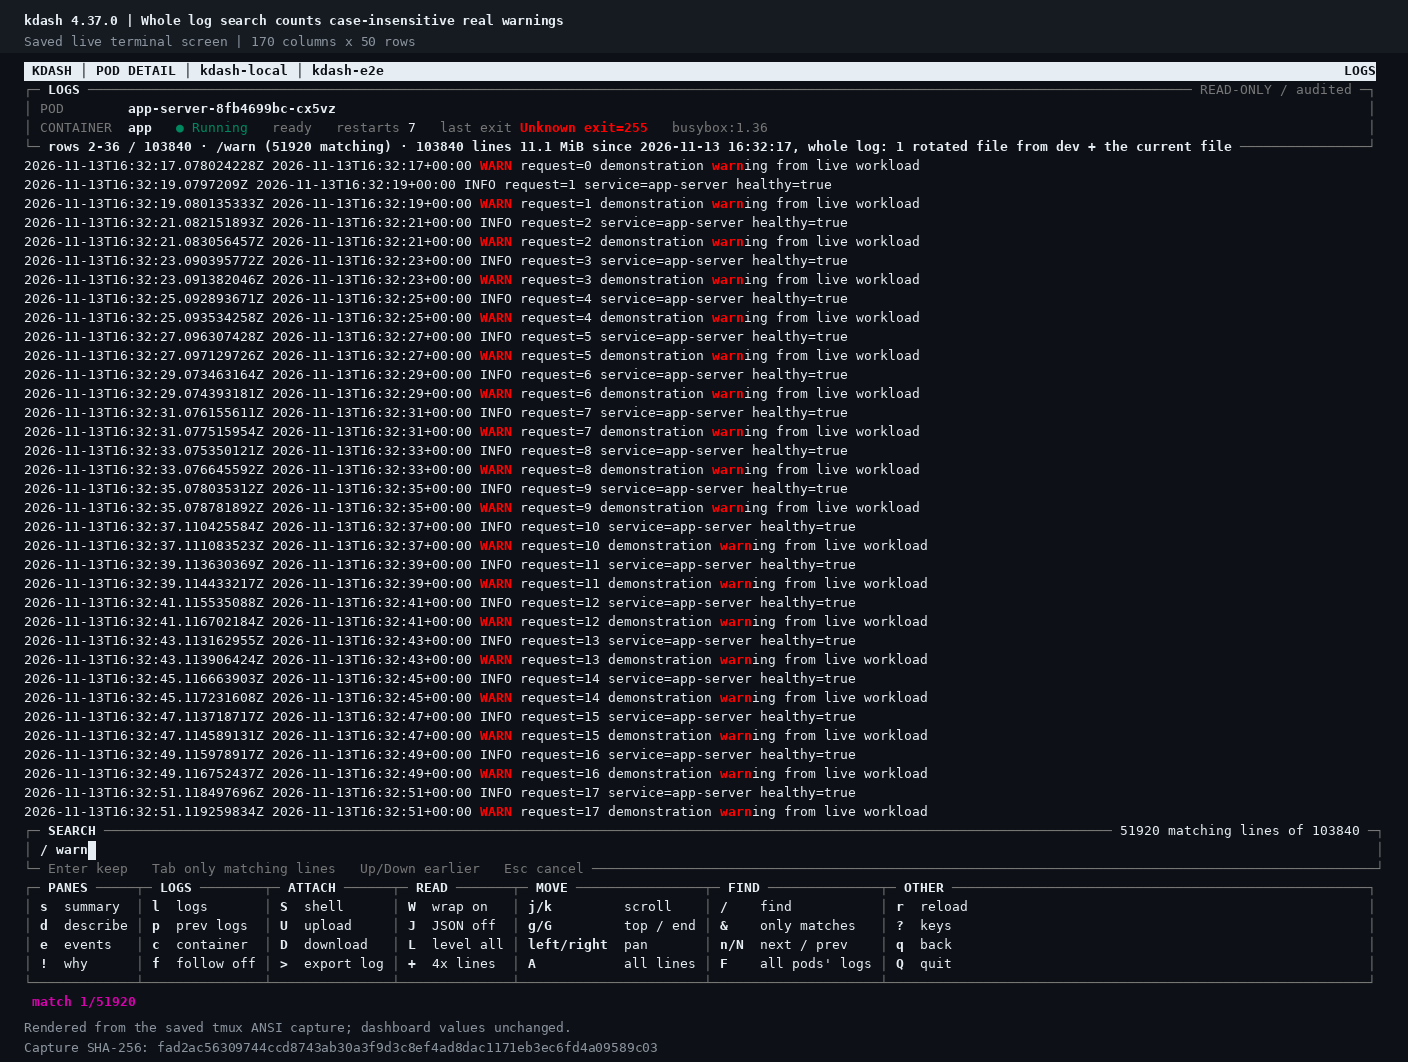 kdash 4.37.0 | Whole log search counts case-insensitive real warnings
Saved live terminal screen | 170 columns x 50 rows
KDASH │ POD DETAIL │ kdash-local │ kdash-e2e LOGS
LOGS READ-ONLY / audited
POD app-server-8fb4699bc-cx5vz
CONTAINER app ● Running ready restarts 7 last exit Unknown exit=255 busybox:1.36
rows 2-36 / 103840 · /warn (51920 matching) · 103840 lines 11.1 MiB since 2026-11-13 16:32:17, whole log: 1 rotated file from dev + the current file
2026-11-13T16:32:17.078024228Z 2026-11-13T16:32:17+00:00 WARN request=0 demonstration warning from live workload
2026-11-13T16:32:19.0797209Z 2026-11-13T16:32:19+00:00 INFO request=1 service=app-server healthy=true
2026-11-13T16:32:19.080135333Z 2026-11-13T16:32:19+00:00 WARN request=1 demonstration warning from live workload
2026-11-13T16:32:21.082151893Z 2026-11-13T16:32:21+00:00 INFO request=2 service=app-server healthy=true
2026-11-13T16:32:21.083056457Z 2026-11-13T16:32:21+00:00 WARN request=2 demonstration warning from live workload
2026-11-13T16:32:23.090395772Z 2026-11-13T16:32:23+00:00 INFO request=3 service=app-server healthy=true
2026-11-13T16:32:23.091382046Z 2026-11-13T16:32:23+00:00 WARN request=3 demonstration warning from live workload
2026-11-13T16:32:25.092893671Z 2026-11-13T16:32:25+00:00 INFO request=4 service=app-server healthy=true
2026-11-13T16:32:25.093534258Z 2026-11-13T16:32:25+00:00 WARN request=4 demonstration warning from live workload
2026-11-13T16:32:27.096307428Z 2026-11-13T16:32:27+00:00 INFO request=5 service=app-server healthy=true
2026-11-13T16:32:27.097129726Z 2026-11-13T16:32:27+00:00 WARN request=5 demonstration warning from live workload
2026-11-13T16:32:29.073463164Z 2026-11-13T16:32:29+00:00 INFO request=6 service=app-server healthy=true
2026-11-13T16:32:29.074393181Z 2026-11-13T16:32:29+00:00 WARN request=6 demonstration warning from live workload
2026-11-13T16:32:31.076155611Z 2026-11-13T16:32:31+00:00 INFO request=7 service=app-server healthy=true
2026-11-13T16:32:31.077515954Z 2026-11-13T16:32:31+00:00 WARN request=7 demonstration warning from live workload
2026-11-13T16:32:33.075350121Z 2026-11-13T16:32:33+00:00 INFO request=8 service=app-server healthy=true
2026-11-13T16:32:33.076645592Z 2026-11-13T16:32:33+00:00 WARN request=8 demonstration warning from live workload
2026-11-13T16:32:35.078035312Z 2026-11-13T16:32:35+00:00 INFO request=9 service=app-server healthy=true
2026-11-13T16:32:35.078781892Z 2026-11-13T16:32:35+00:00 WARN request=9 demonstration warning from live workload
2026-11-13T16:32:37.110425584Z 2026-11-13T16:32:37+00:00 INFO request=10 service=app-server healthy=true
2026-11-13T16:32:37.111083523Z 2026-11-13T16:32:37+00:00 WARN request=10 demonstration warning from live workload
2026-11-13T16:32:39.113630369Z 2026-11-13T16:32:39+00:00 INFO request=11 service=app-server healthy=true
2026-11-13T16:32:39.114433217Z 2026-11-13T16:32:39+00:00 WARN request=11 demonstration warning from live workload
2026-11-13T16:32:41.115535088Z 2026-11-13T16:32:41+00:00 INFO request=12 service=app-server healthy=true
2026-11-13T16:32:41.116702184Z 2026-11-13T16:32:41+00:00 WARN request=12 demonstration warning from live workload
2026-11-13T16:32:43.113162955Z 2026-11-13T16:32:43+00:00 INFO request=13 service=app-server healthy=true
2026-11-13T16:32:43.113906424Z 2026-11-13T16:32:43+00:00 WARN request=13 demonstration warning from live workload
2026-11-13T16:32:45.116663903Z 2026-11-13T16:32:45+00:00 INFO request=14 service=app-server healthy=true
2026-11-13T16:32:45.117231608Z 2026-11-13T16:32:45+00:00 WARN request=14 demonstration warning from live workload
2026-11-13T16:32:47.113718717Z 2026-11-13T16:32:47+00:00 INFO request=15 service=app-server healthy=true
2026-11-13T16:32:47.114589131Z 2026-11-13T16:32:47+00:00 WARN request=15 demonstration warning from live workload
2026-11-13T16:32:49.115978917Z 2026-11-13T16:32:49+00:00 INFO request=16 service=app-server healthy=true
2026-11-13T16:32:49.116752437Z 2026-11-13T16:32:49+00:00 WARN request=16 demonstration warning from live workload
2026-11-13T16:32:51.118497696Z 2026-11-13T16:32:51+00:00 INFO request=17 service=app-server healthy=true
2026-11-13T16:32:51.119259834Z 2026-11-13T16:32:51+00:00 WARN request=17 demonstration warning from live workload
SEARCH 51920 matching lines of 103840
/ warn
Enter keep Tab only matching lines Up/Down earlier Esc cancel
PANES LOGS ATTACH READ MOVE FIND OTHER
s summary │ l logs │ S shell │ W wrap on │ j/k scroll │ / find │ r reload
d describe │ p prev logs │ U upload │ J JSON off │ g/G top / end │ & only matches │ ? keys
e events │ c container │ D download │ L level all │ left/right pan │ n/N next / prev │ q back
! why │ f follow off │ > export log │ + 4x lines │ A all lines │ F all pods' logs │ Q quit
match 1/51920
Rendered from the saved tmux ANSI capture; dashboard values unchanged.
Capture SHA-256: fad2ac56309744ccd8743ab30a3f9d3c8ef4ad8dac1171eb3ec6fd4a09589c03